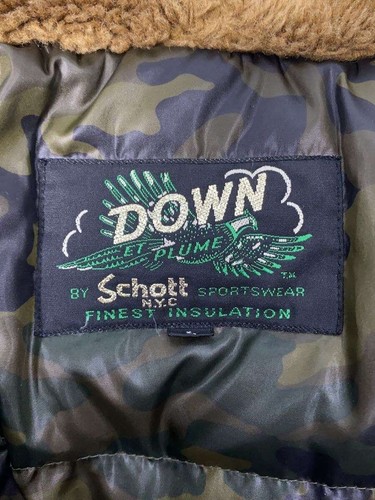 DOWN
ET PLUME
TM
BY Schott SPORTSWEAR
N.Y.C
FINEST INSULATION